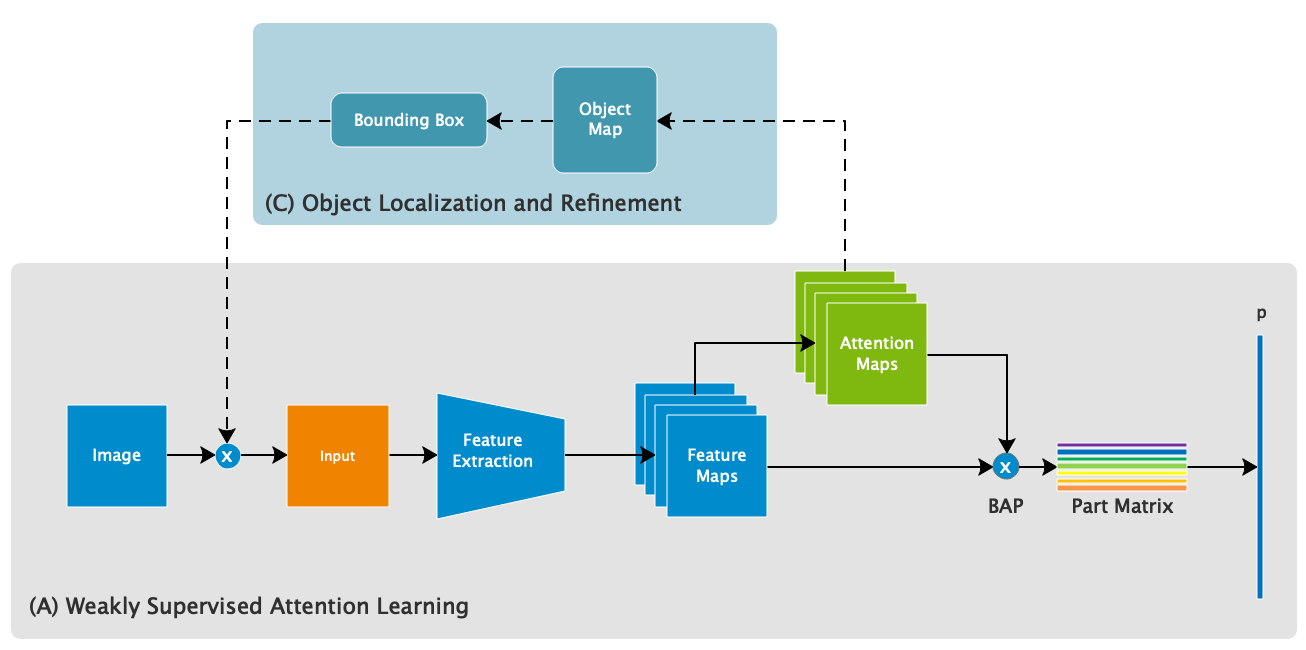 Object
Map
Bounding Box
(C) Object Localization and Refinement
p
Attention
Maps
Image
x
Input
Feature
Extraction
Feature
Maps
x
BAP
Part Matrix
(A) Weakly Supervised Attention Learning